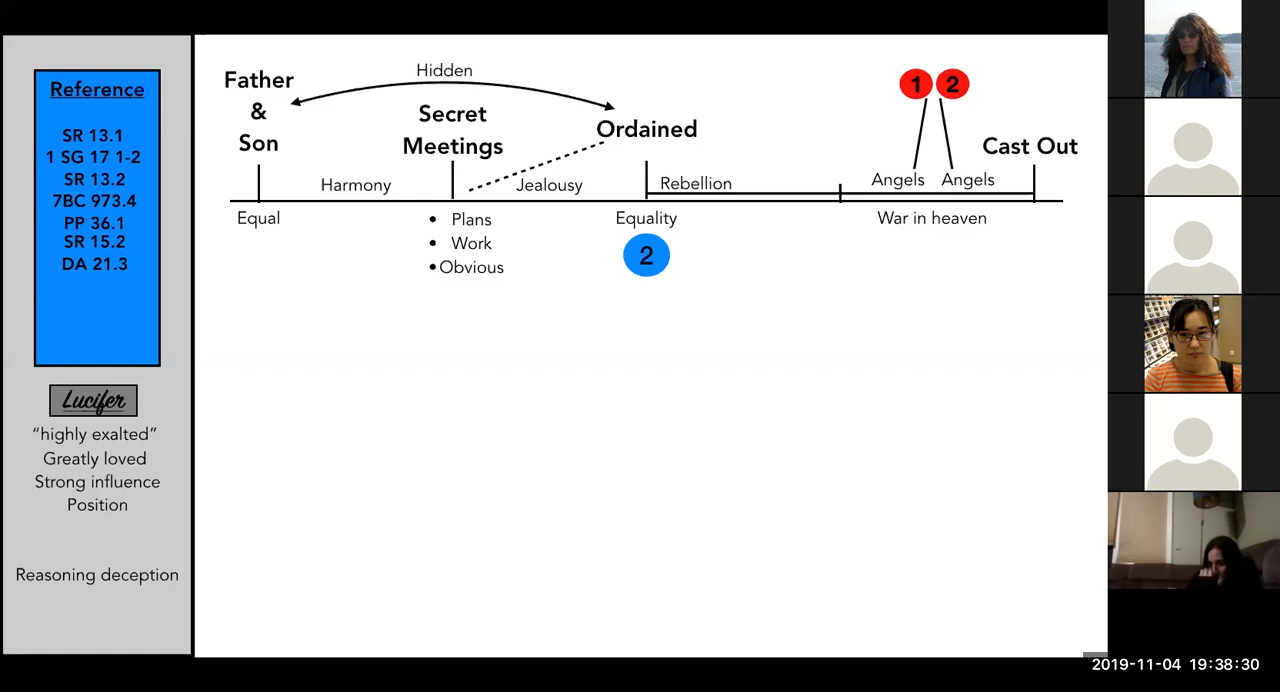 Reference
SR 13.1
1 SG 17 1-2
SR 13.2
7BC 973.4
PP 36.1
SR 15.2
DA 21.3
Lucifer
“highly exalted”
Greatly loved
Strong influence
Position
Reasoning deception
Father
&
Son
Hidden
Secret
Meetings
Ordained
1 2
Cast Out
Harmony
Jealousy
Rebellion
Angels Angels
Equal
• Plans
• Work
• Obvious
Equality
2
War in heaven
2019-11-04 19:38:30